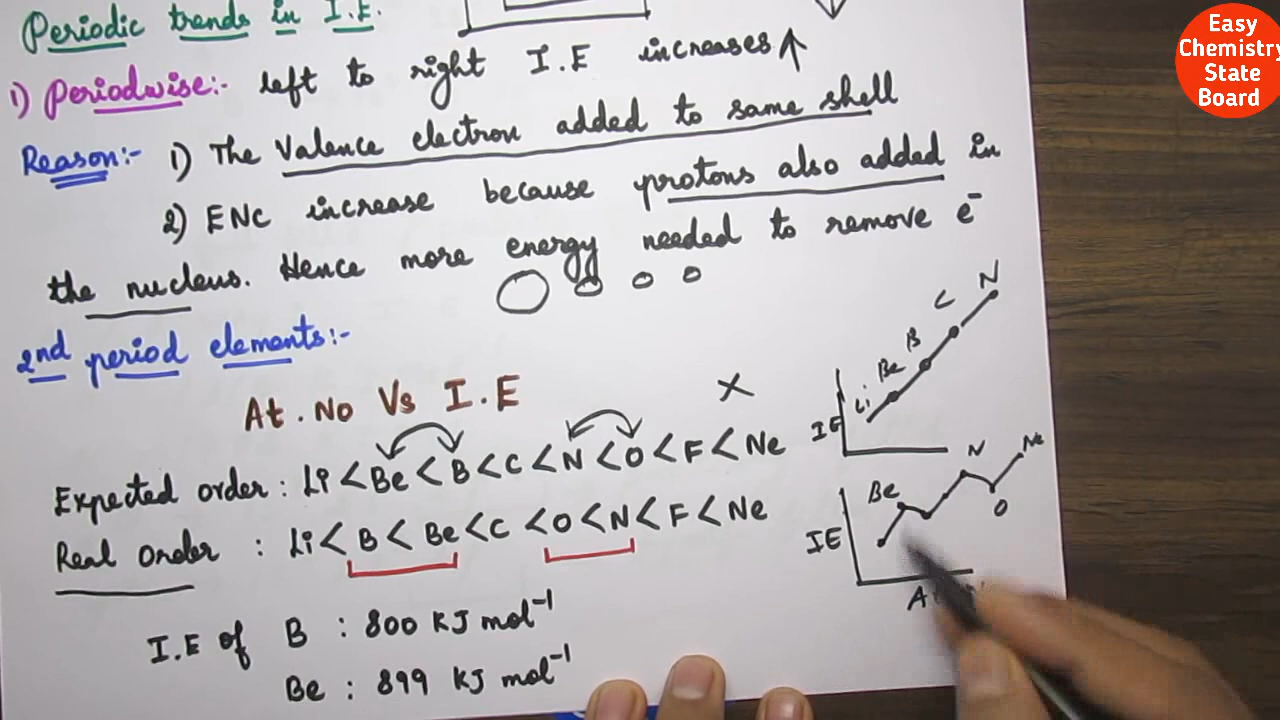 Easy
Chemistry
State
Board
Periodic trends in I.E.
1) Periodwise:- left to right I.E increases ↑
Reason:- 1) The Valence electron added to same shell
2) ENC increase because protons also added in
the nucleus. Hence more energy needed to remove e⁻
2nd period elements:-
At. No Vs I.E
Expected order : Li < Be < B < C < N < O < F < Ne
Real order : Li < B < Be < C < O < N < F < Ne
I.E of B : 800 KJ mol⁻¹
Be : 899 KJ mol⁻¹
IE Li Be B C N
IE Be N O Ne